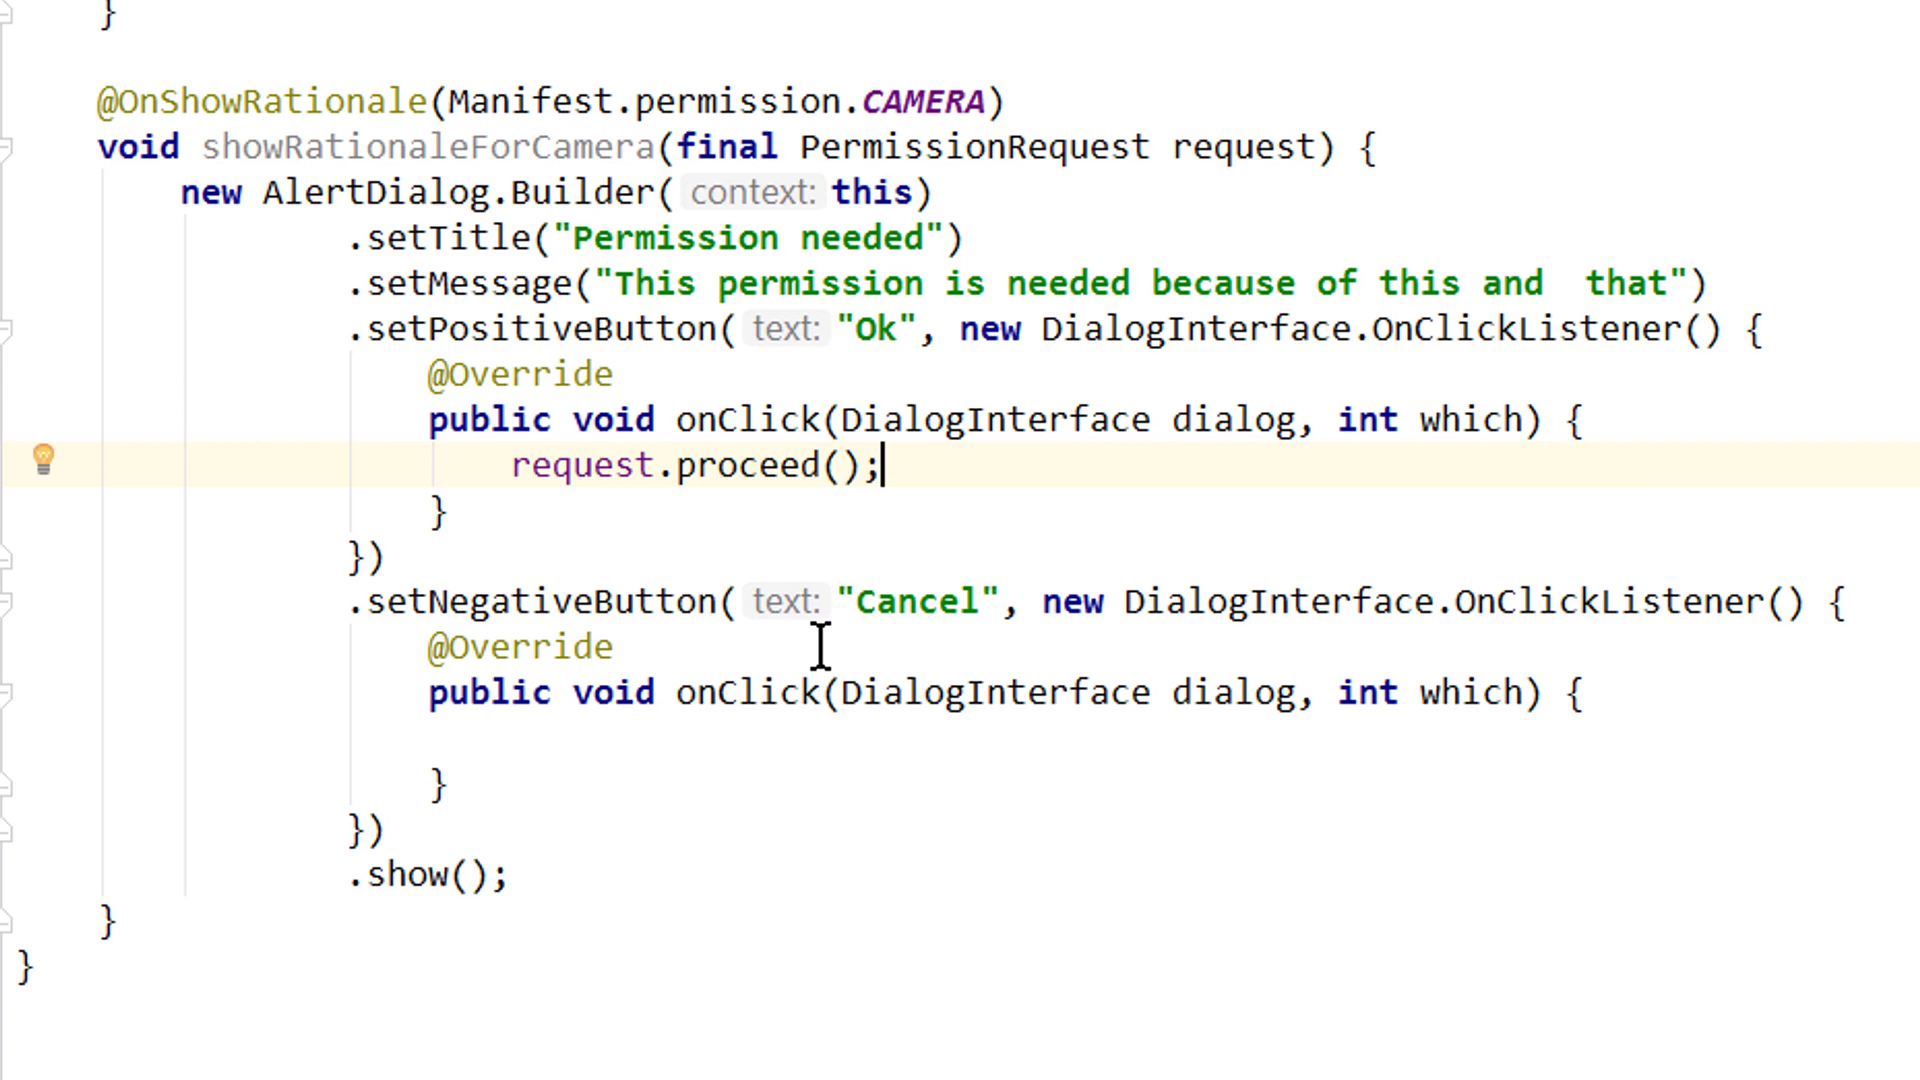 }
@OnShowRationale(Manifest.permission.CAMERA)
void showRationaleForCamera(final PermissionRequest request) {
new AlertDialog.Builder( context: this)
.setTitle("Permission needed")
.setMessage("This permission is needed because of this and  that")
.setPositiveButton( text: "Ok", new DialogInterface.OnClickListener() {
@Override
public void onClick(DialogInterface dialog, int which) {
request.proceed();
}
})
.setNegativeButton( text: "Cancel", new DialogInterface.OnClickListener() {
@Override
public void onClick(DialogInterface dialog, int which) {
}
})
.show();
}
}